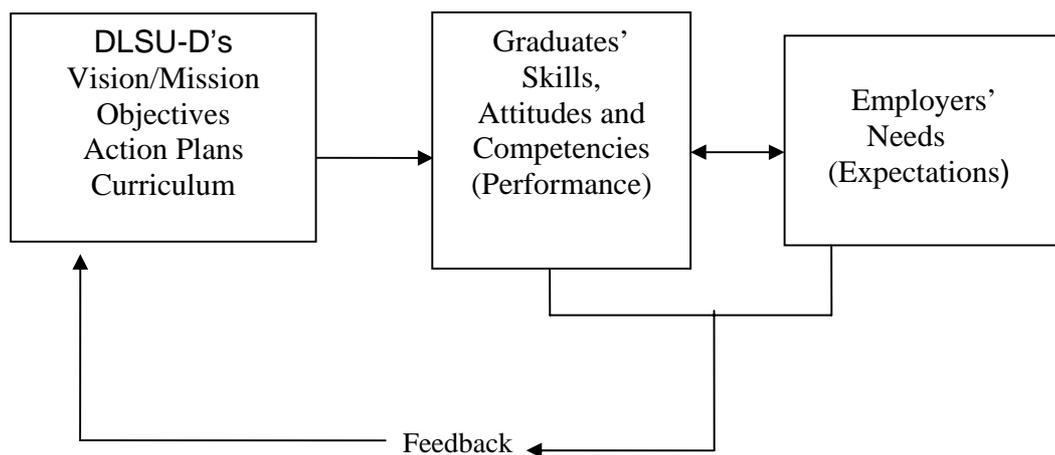 DLSU-D's
Vision/Mission
Objectives
Action Plans
Curriculum
Graduates’
Skills,
Attitudes and
Competencies
(Performance)
Employers’
Needs
(Expectations)
Feedback